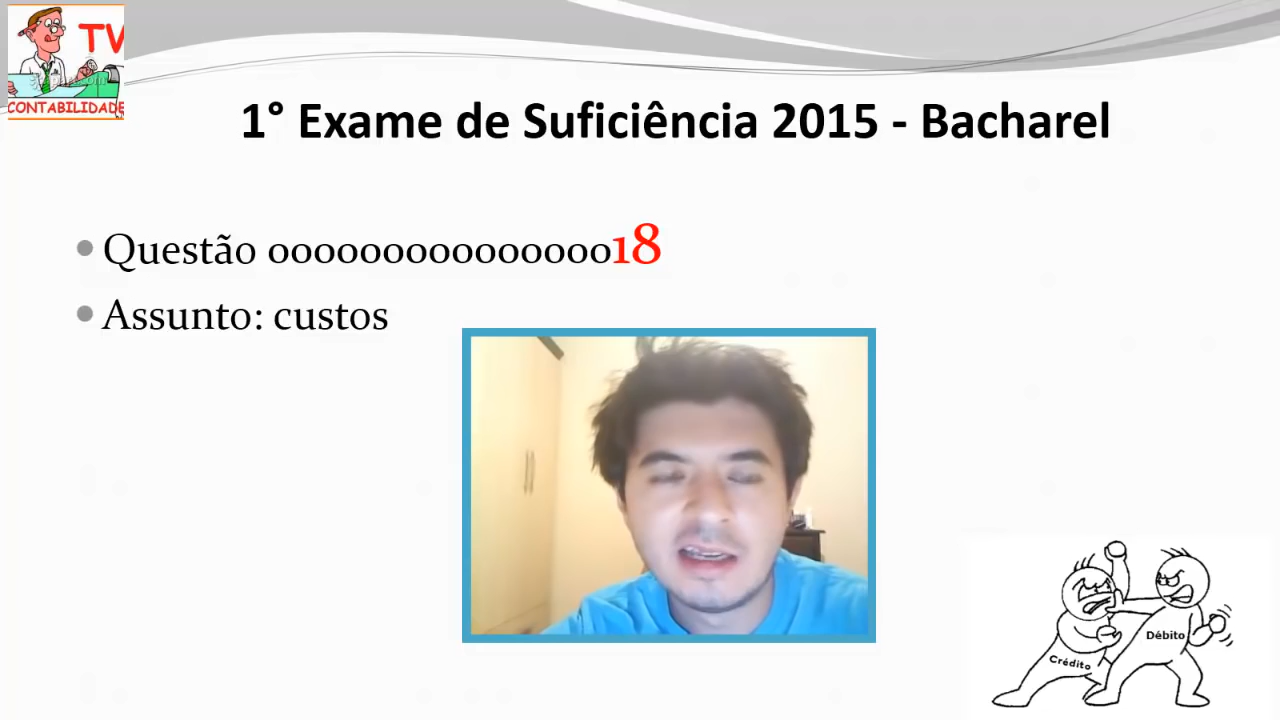 TV
CONTABILIDADE
1° Exame de Suficiência 2015 - Bacharel
Questão ooooooooooooooo18
Assunto: custos
Débito
Crédito